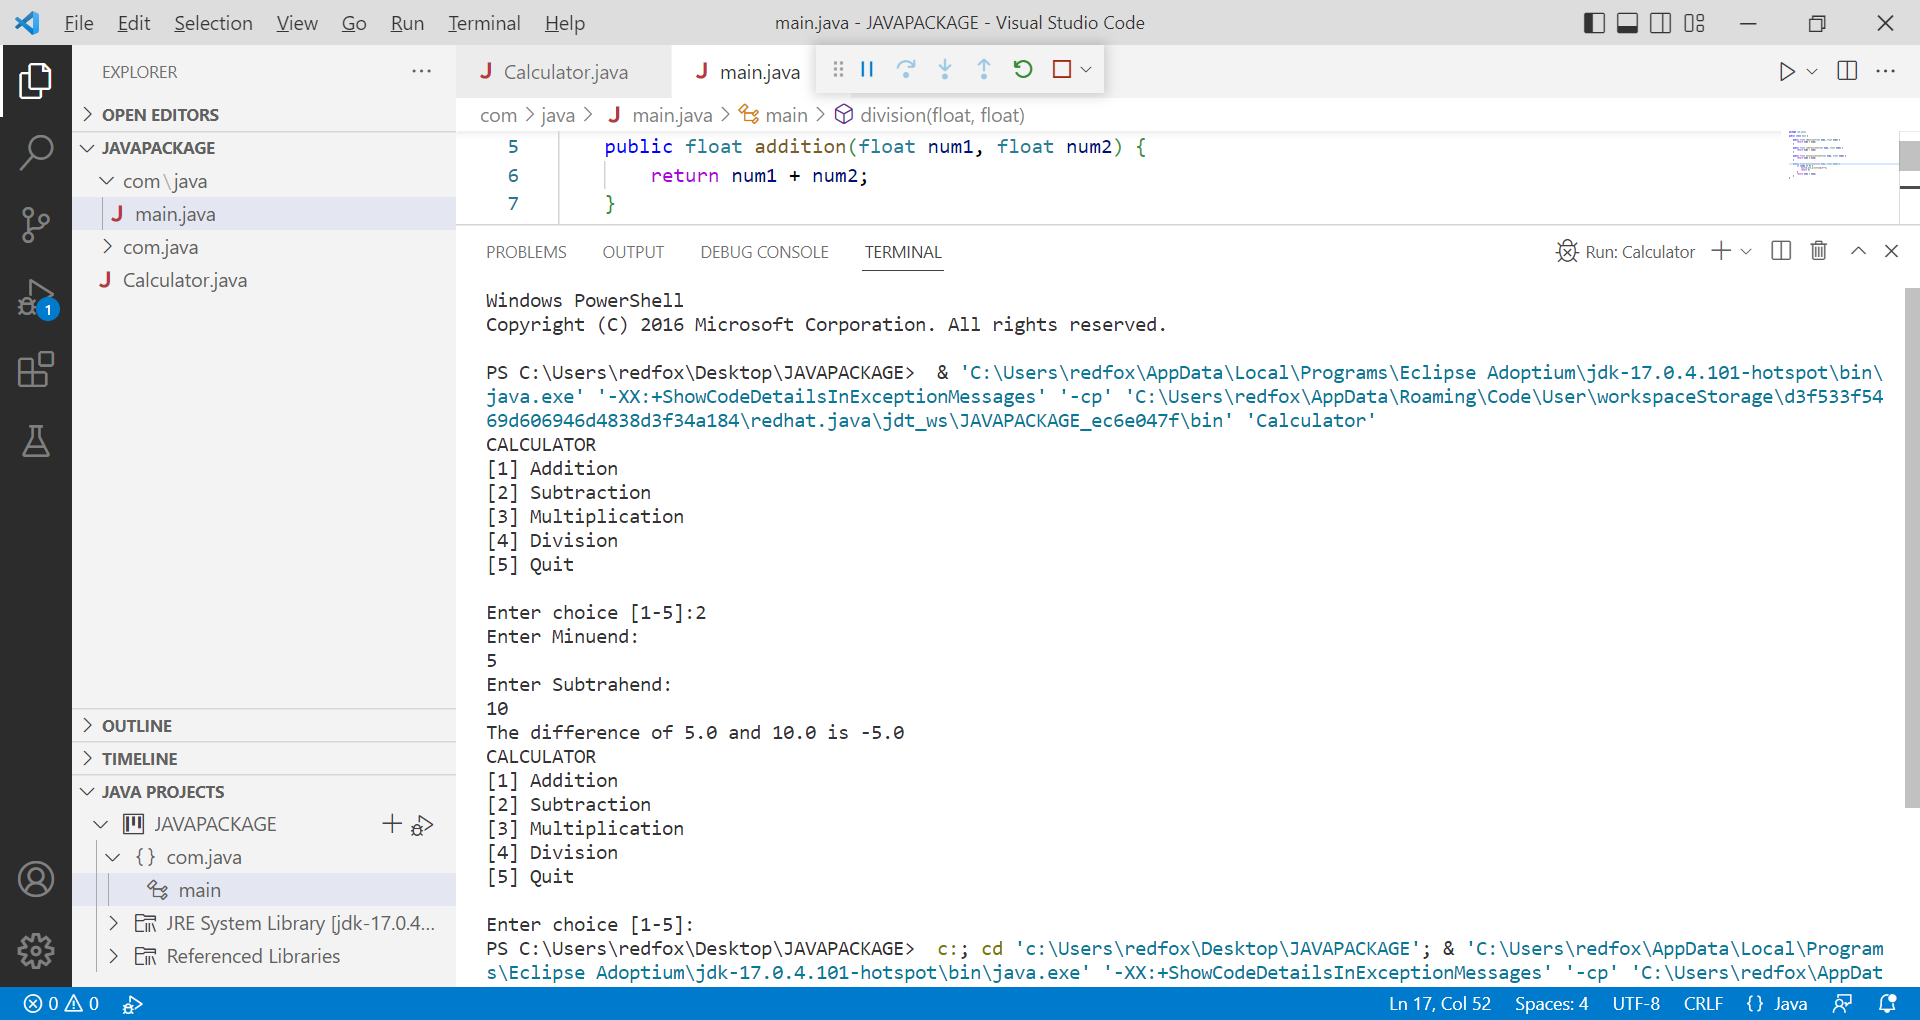 File Edit Selection View Go Run Terminal Help
main.java - JAVAPACKAGE - Visual Studio Code
EXPLORER
OPEN EDITORS
JAVAPACKAGE
com\java
main.java
com.java
Calculator.java
OUTLINE
TIMELINE
JAVA PROJECTS
JAVAPACKAGE
{} com.java
main
JRE System Library [jdk-17.0.4...
Referenced Libraries
1
Calculator.java
main.java
com > java > main.java > main > division(float, float)
5 public float addition(float num1, float num2) {
6 return num1 + num2;
7 }
PROBLEMS OUTPUT DEBUG CONSOLE TERMINAL
Run: Calculator
Windows PowerShell
Copyright (C) 2016 Microsoft Corporation. All rights reserved.
PS C:\Users\redfox\Desktop\JAVAPACKAGE>  & 'C:\Users\redfox\AppData\Local\Programs\Eclipse Adoptium\jdk-17.0.4.101-hotspot\bin\
java.exe' '-XX:+ShowCodeDetailsInExceptionMessages' '-cp' 'C:\Users\redfox\AppData\Roaming\Code\User\workspaceStorage\d3f533f54
69d606946d4838d3f34a184\redhat.java\jdt_ws\JAVAPACKAGE_ec6e047f\bin' 'Calculator'
CALCULATOR
[1] Addition
[2] Subtraction
[3] Multiplication
[4] Division
[5] Quit
Enter choice [1-5]:2
Enter Minuend:
5
Enter Subtrahend:
10
The difference of 5.0 and 10.0 is -5.0
CALCULATOR
[1] Addition
[2] Subtraction
[3] Multiplication
[4] Division
[5] Quit
Enter choice [1-5]:
PS C:\Users\redfox\Desktop\JAVAPACKAGE>  c:; cd 'c:\Users\redfox\Desktop\JAVAPACKAGE'; & 'C:\Users\redfox\AppData\Local\Program
s\Eclipse Adoptium\jdk-17.0.4.101-hotspot\bin\java.exe' '-XX:+ShowCodeDetailsInExceptionMessages' '-cp' 'C:\Users\redfox\AppDat
0 0
Ln 17, Col 52 Spaces: 4 UTF-8 CRLF {} Java